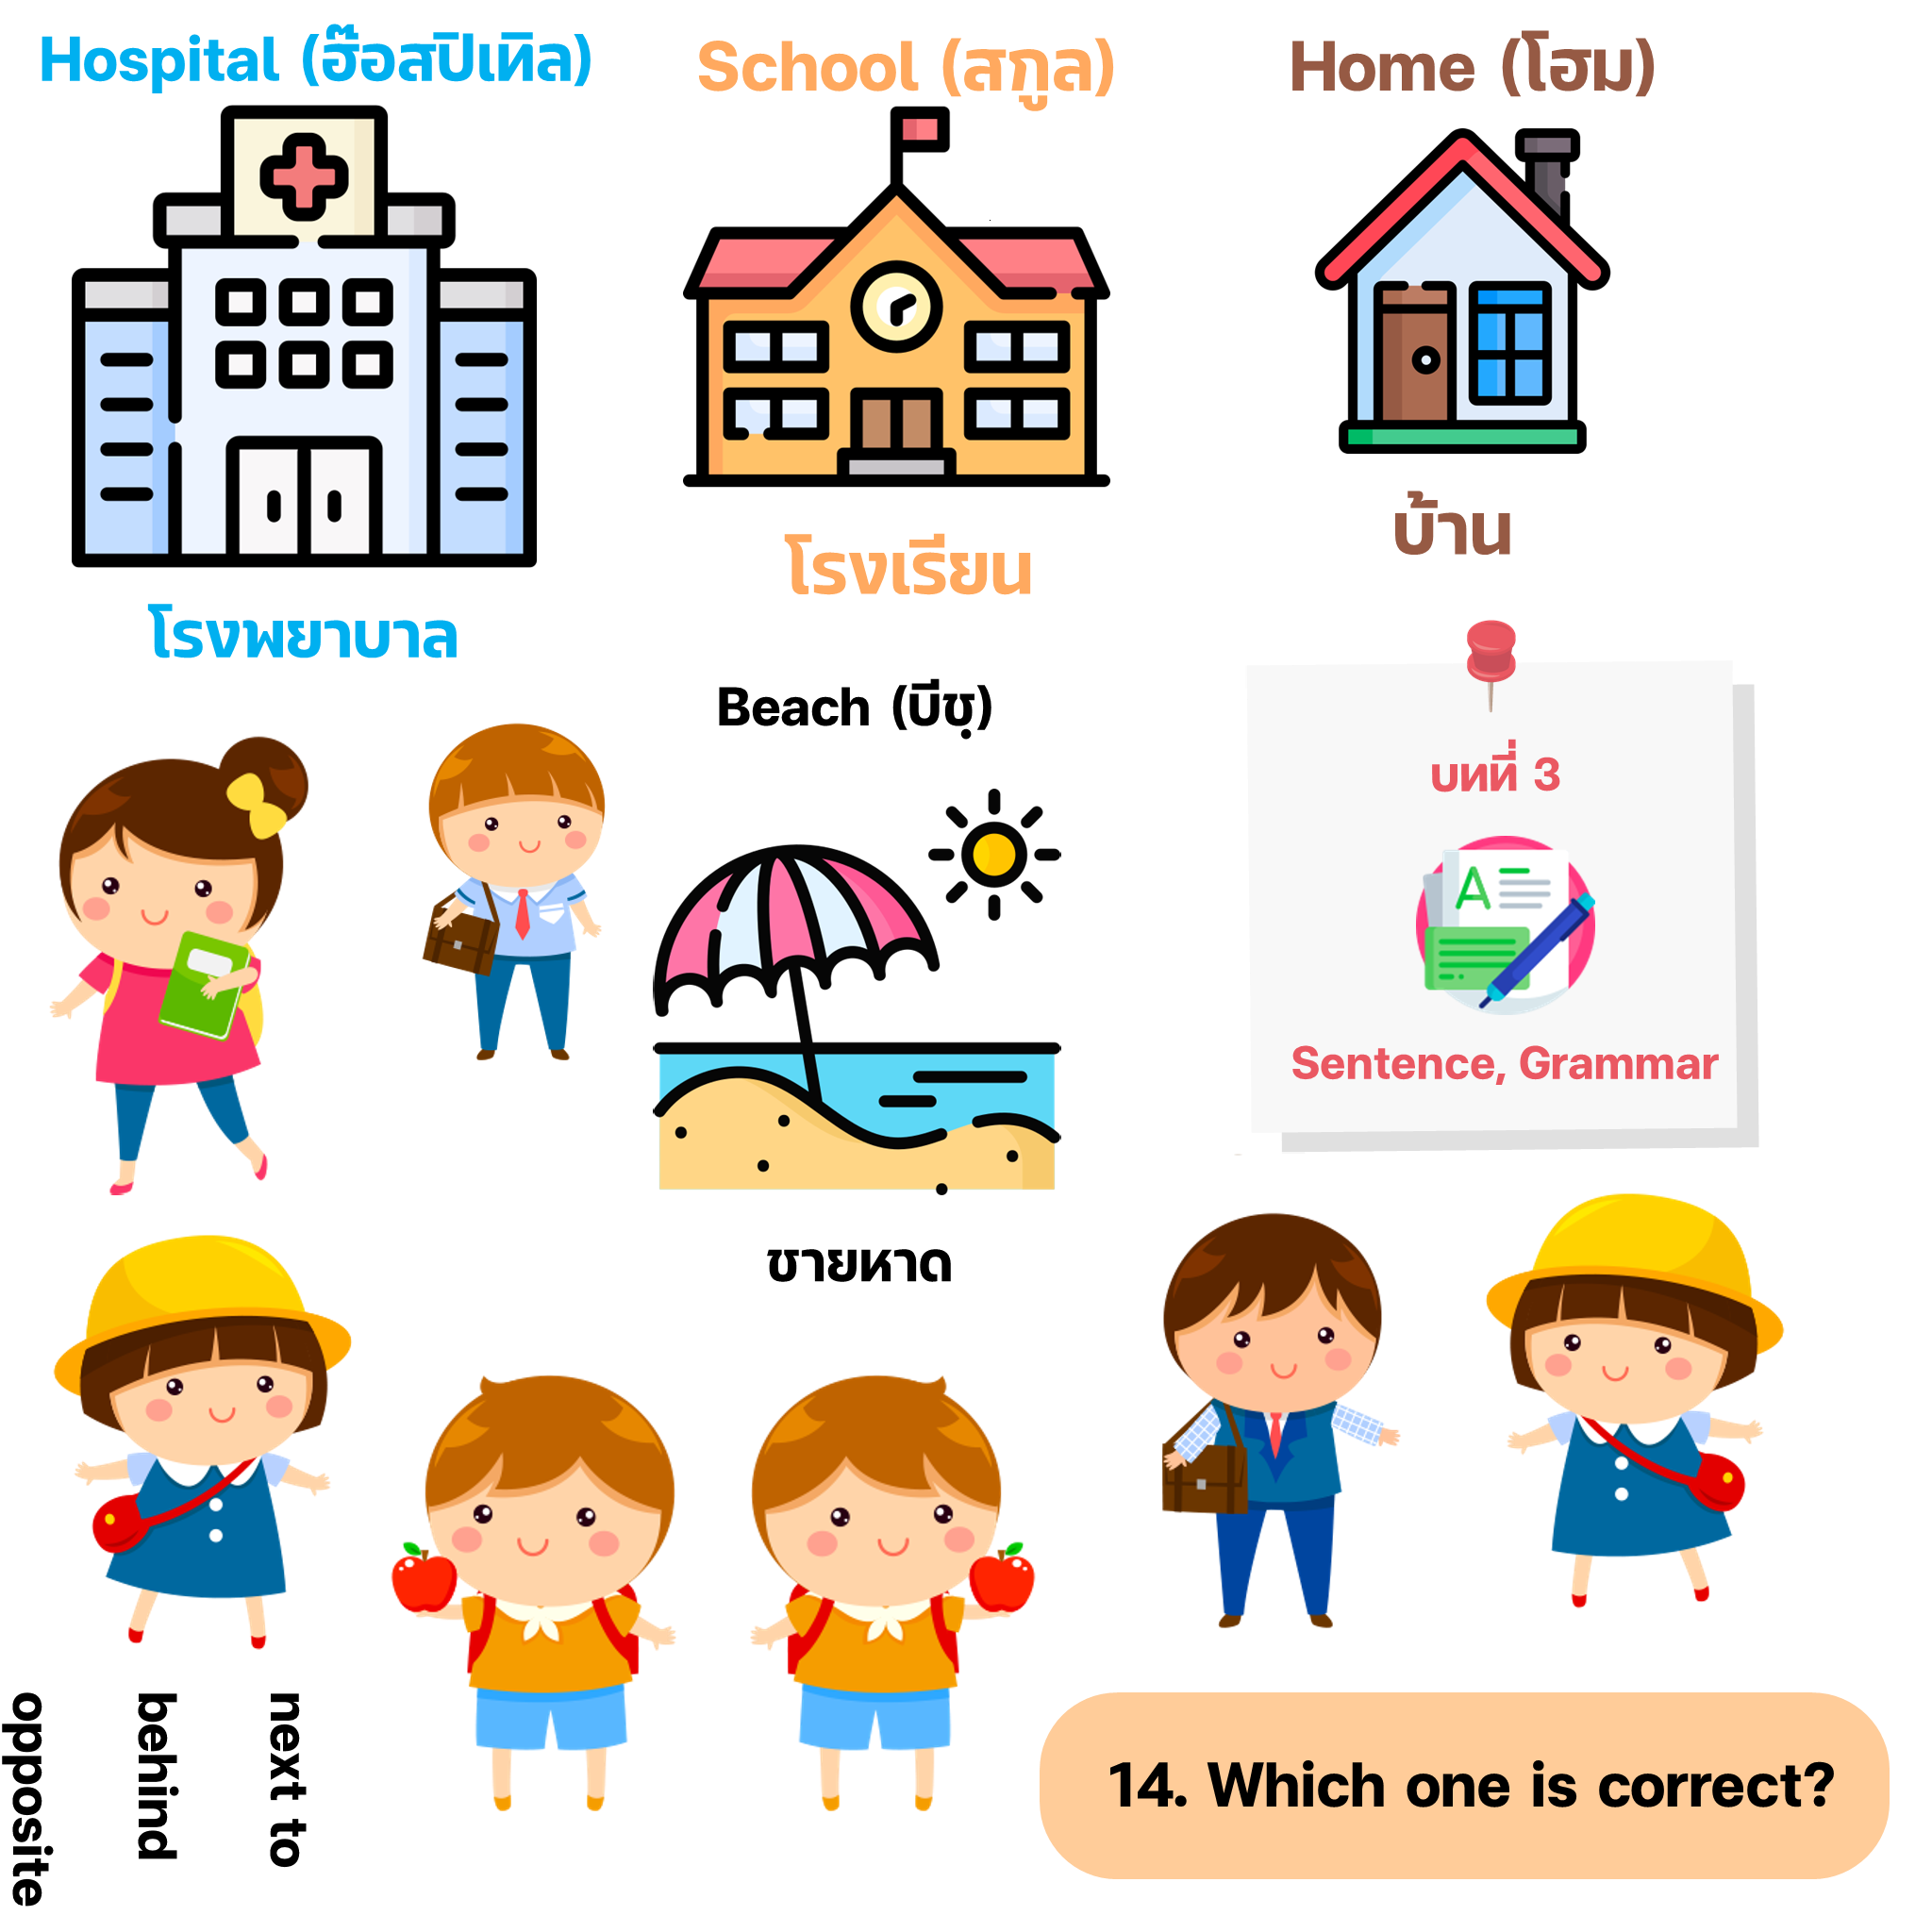 Hospital (ฮ๊อสปิเทิล)
School (สกูล)
Home (โฮม)
โรงพยาบาล
โรงเรียน
บ้าน
Beach (บีชฺ)
ชายหาด
บทที่ 3
A
Sentence, Grammar
opposite
behind
next to
14. Which one is correct?